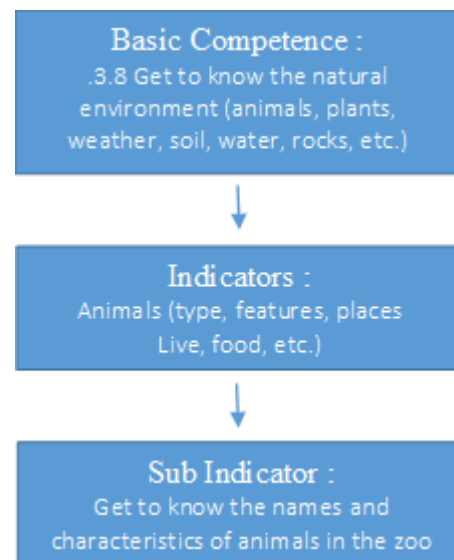 Basic Competence :
.3.8 Get to know the natural
environment (animals, plants,
weather, soil, water, rocks, etc.)
Indicators :
Animals (type, features, places
Live, food, etc.)
Sub Indicator :
Get to know the names and
characteristics of animals in the zoo